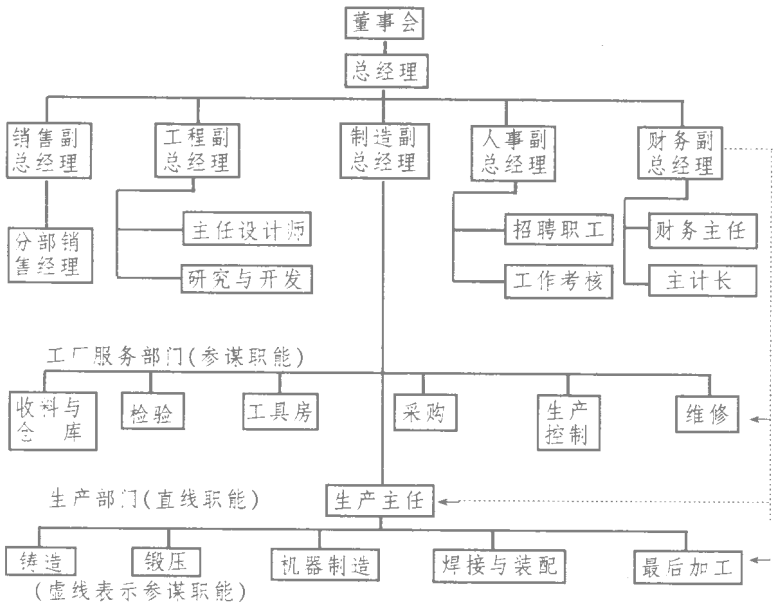 董事会
总经理
销售副
总经理
工程副
总经理
制造副
总经理
人事副
总经理
财务副
总经理
分部销
售经理
主任设计师
研究与开发
招聘职工
工作考核
财务主任
主计长
工厂服务部门(参谋职能)
收料与
仓 库
检验
工具房
采购
生产
控制
维修
生产部门(直线职能)
生产主任
铸造
锻压
机器制造
焊接与装配
最后加工
(虚线表示参谋职能)